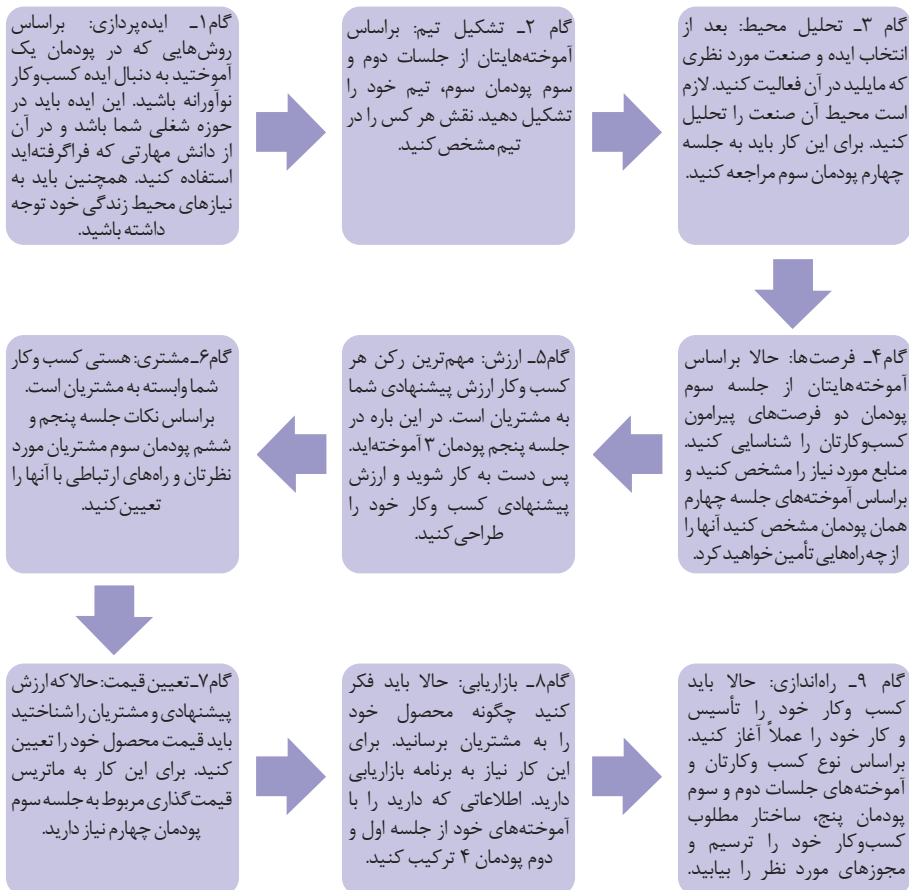 گام۱ـ ایده‌پردازی: براساس
روش‌هایی که در پودمان یک
آموختید به دنبال ایده کسب‌وکار
نوآورانه باشید. این ایده باید در
حوزه شغلی شما باشد و در آن
از دانش مهارتی که فراگرفته‌اید
استفاده کنید. همچنین باید به
نیازهای محیط زندگی خود توجه
داشته باشید.
گام ۲ـ تشکیل تیم: براساس
آموخته‌هایتان از جلسات دوم و
سوم پودمان سوم، تیم خود را
تشکیل دهید. نقش هر کس را در
تیم مشخص کنید.
گام ۳ـ تحلیل محیط: بعد از
انتخاب ایده و صنعت مورد نظری
که مایلید در آن فعالیت کنید. لازم
است محیط آن صنعت را تحلیل
کنید. برای این کار باید به جلسه
چهارم پودمان سوم مراجعه کنید.
گام۴ـ فرصت‌ها: حالا براساس
آموخته‌هایتان از جلسه سوم
پودمان دو فرصت‌های پیرامون
کسب‌وکارتان را شناسایی کنید.
منابع مورد نیاز را مشخص کنید و
براساس آموخته‌های جلسه چهارم
همان پودمان مشخص کنید آنها را
از چه راه‌هایی تأمین خواهید کرد.
گام۵ـ ارزش: مهم‌ترین رکن هر
کسب وکار ارزش پیشنهادی شما
به مشتریان است. در این باره در
جلسه پنجم پودمان ۳ آموخته‌اید.
پس دست به کار شوید و ارزش
پیشنهادی کسب وکار خود را
طراحی کنید.
گام۶ـ مشتری: هستی کسب وکار
شما وابسته به مشتریان است.
براساس نکات جلسه پنجم و
ششم پودمان سوم مشتریان مورد
نظرتان و راه‌های ارتباطی با آنها را
تعیین کنید.
گام۷ـ تعیین قیمت: حالا که ارزش
پیشنهادی و مشتریان را شناختید
باید قیمت محصول خود را تعیین
کنید. برای این کار به ماتریس
قیمت‌گذاری مربوط به جلسه سوم
پودمان چهارم نیاز دارید.
گام۸ـ بازاریابی: حالا باید فکر
کنید چگونه محصول خود
را به مشتریان برسانید. برای
این کار نیاز به برنامه بازاریابی
دارید. اطلاعاتی که دارید را با
آموخته‌های خود از جلسه اول و
دوم پودمان ۴ ترکیب کنید.
گام ۹ـ راه‌اندازی: حالا باید
کسب وکار خود را تأسیس
و کار خود را عملاً آغاز کنید.
براساس نوع کسب وکارتان و
آموخته‌های جلسات دوم و سوم
پودمان پنج، ساختار مطلوب
کسب‌وکار خود را ترسیم و
مجوزهای مورد نظر را بیابید.